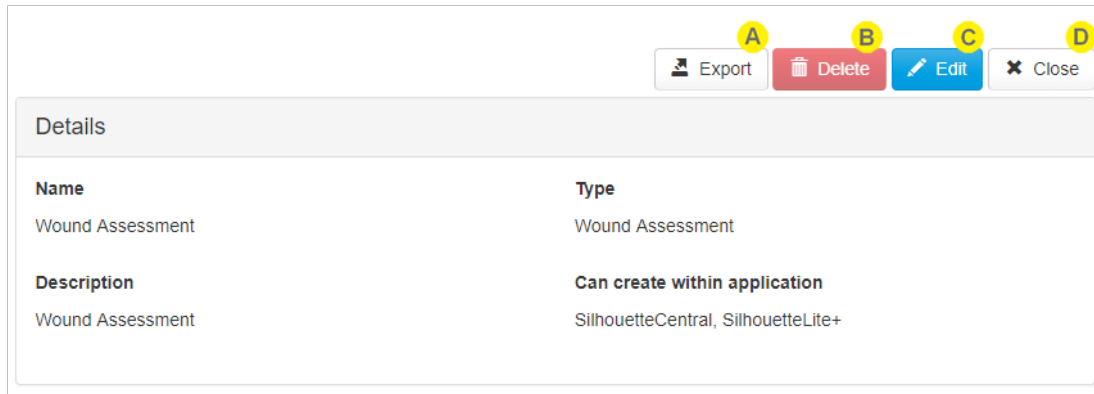 A B C D
Export Delete Edit Close
Details
Name Type
Wound Assessment Wound Assessment
Description Can create within application
Wound Assessment SilhouetteCentral, SilhouetteLite+